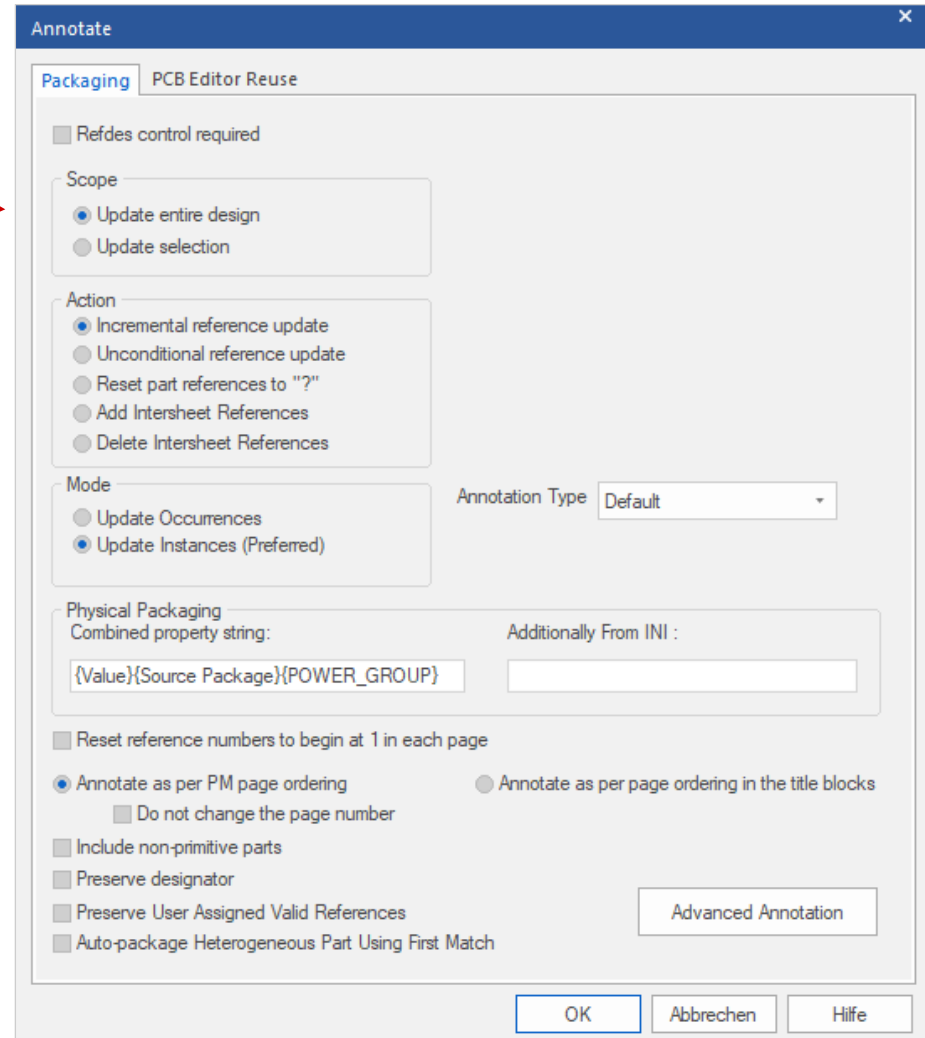 Annotate
Packaging PCB Editor Reuse
Refdes control required
Scope
Update entire design
Update selection
Action
Incremental reference update
Unconditional reference update
Reset part references to "?"
Add Intersheet References
Delete Intersheet References
Mode
Update Occurrences
Update Instances (Preferred)
Annotation Type Default
Physical Packaging
Combined property string: Additionally From INI :
{Value}{Source Package}{POWER_GROUP}
Reset reference numbers to begin at 1 in each page
Annotate as per PM page ordering Annotate as per page ordering in the title blocks
Do not change the page number
Include non-primitive parts
Preserve designator
Preserve User Assigned Valid References
Auto-package Heterogeneous Part Using First Match
Advanced Annotation
OK Abbrechen Hilfe